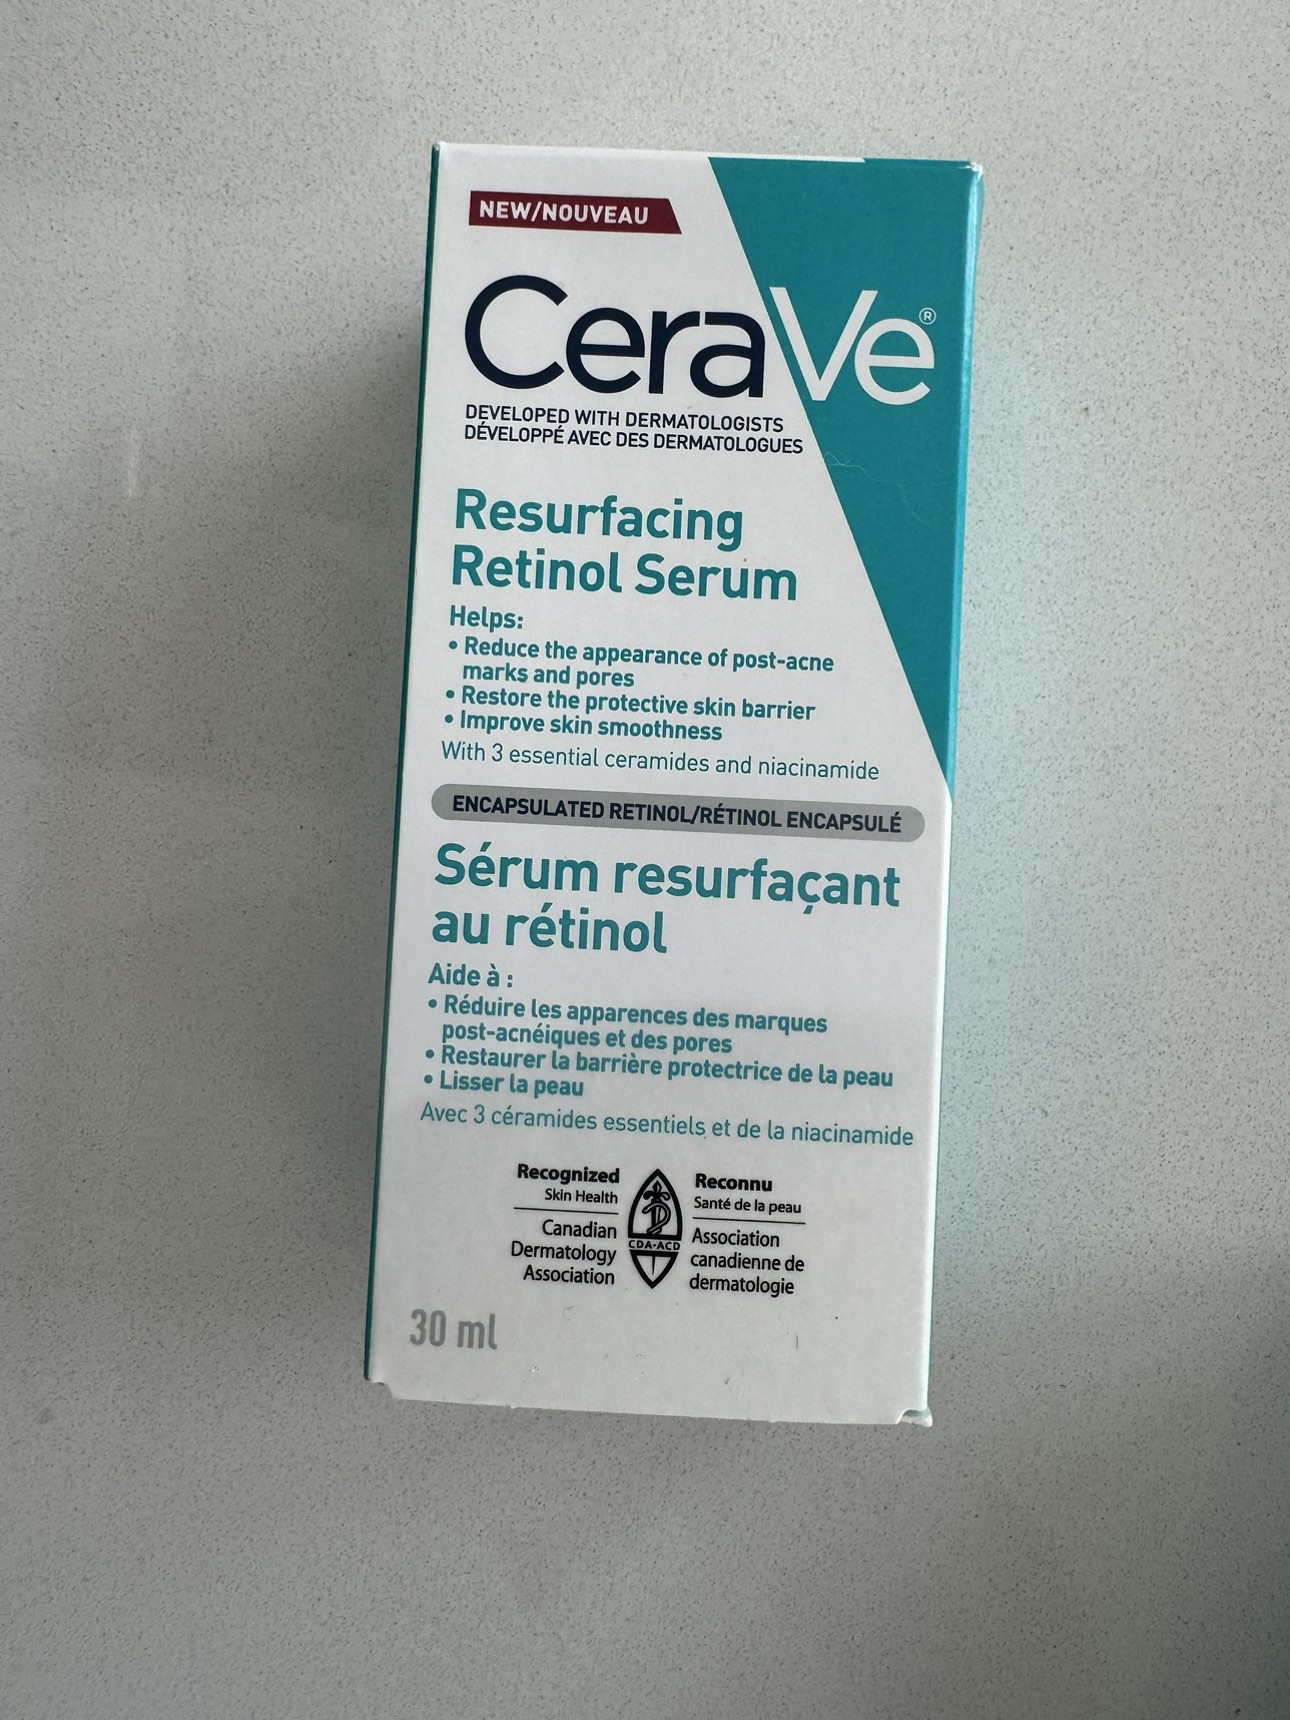 NEW/NOUVEAU
CeraVe®
DEVELOPED WITH DERMATOLOGISTS
DÉVELOPPÉ AVEC DES DERMATOLOGUES
Resurfacing
Retinol Serum
Helps:
• Reduce the appearance of post-acne
marks and pores
• Restore the protective skin barrier
• Improve skin smoothness
With 3 essential ceramides and niacinamide
ENCAPSULATED RETINOL/RÉTINOL ENCAPSULÉ
Sérum resurfaçant
au rétinol
Aide à :
• Réduire les apparences des marques
post-acnéiques et des pores
• Restaurer la barrière protectrice de la peau
• Lisser la peau
Avec 3 céramides essentiels et de la niacinamide
Recognized
Skin Health
Canadian
Dermatology
Association
CDA•ACD
Reconnu
Santé de la peau
Association
canadienne de
dermatologie
30 ml